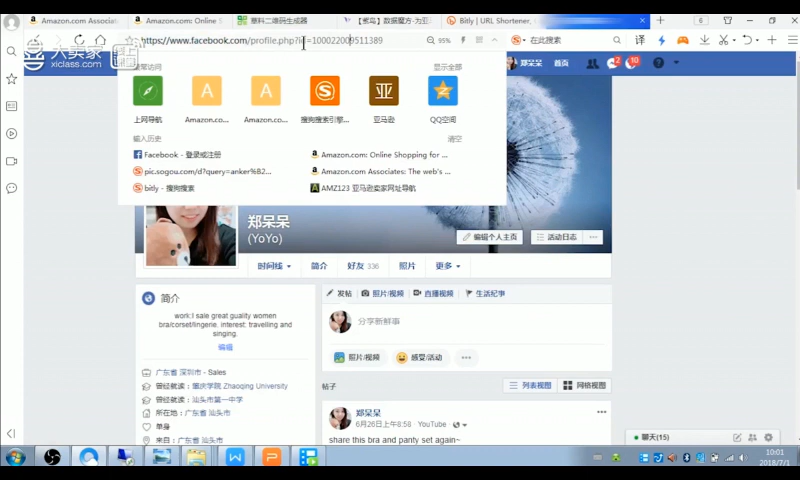 Amazon.com Associates
Amazon.com: Online S
草料二维码生成器
【紫鸟】数据魔方-为亚
Bitly | URL Shortener,
6
https://www.facebook.com/profile.php?id=100022009511389
95%
在此搜索
译
大卖家
xiclass.com
线上
郑呆呆
首页
2
10
常访问
显示全部
上网导航
Amazon.co...
Amazon.co...
搜狗搜索引擎...
亚马逊
QQ空间
输入历史
清空
Facebook - 登录或注册
Amazon.com: Online Shopping for ...
pic.sogou.com/d?query=anker%B2...
Amazon.com Associates: The web's ...
bitly - 搜狗搜索
AMZ123 亚马逊卖家网址导航
郑呆呆
(YoYo)
编辑个人主页
活动日志
时间线
简介
好友 336
照片
更多
简介
work:I sale great guality women
bra/corset/lingene. interest: travelling and
singing.
编辑
广东省 深圳市 - Sales
曾经就读：肇庆学院 Zhaoqing University
曾经就读：汕头市第一中学
所在地：广东省 汕头市
单身
来自：广东省 汕头市
发帖
照片/视频
直播视频
生活纪事
分享新鲜事
照片/视频
感受/活动
帖子
列表视图
网格视图
郑呆呆
6月26日上午8:58
YouTube
share this bra and panty set again~
聊天(15)
10:01
2018/7/1